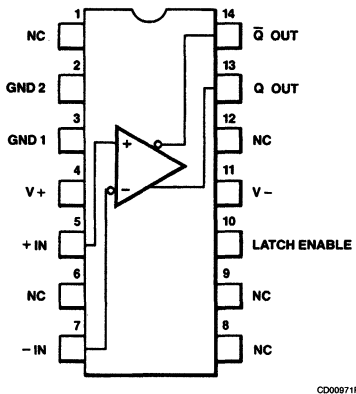 1
NC
2
GND 2
3
GND 1
4
V +
5
+ IN
6
NC
7
– IN
14
Q̅ OUT
13
Q OUT
12
NC
11
V –
10
LATCH ENABLE
9
NC
8
NC
+
–